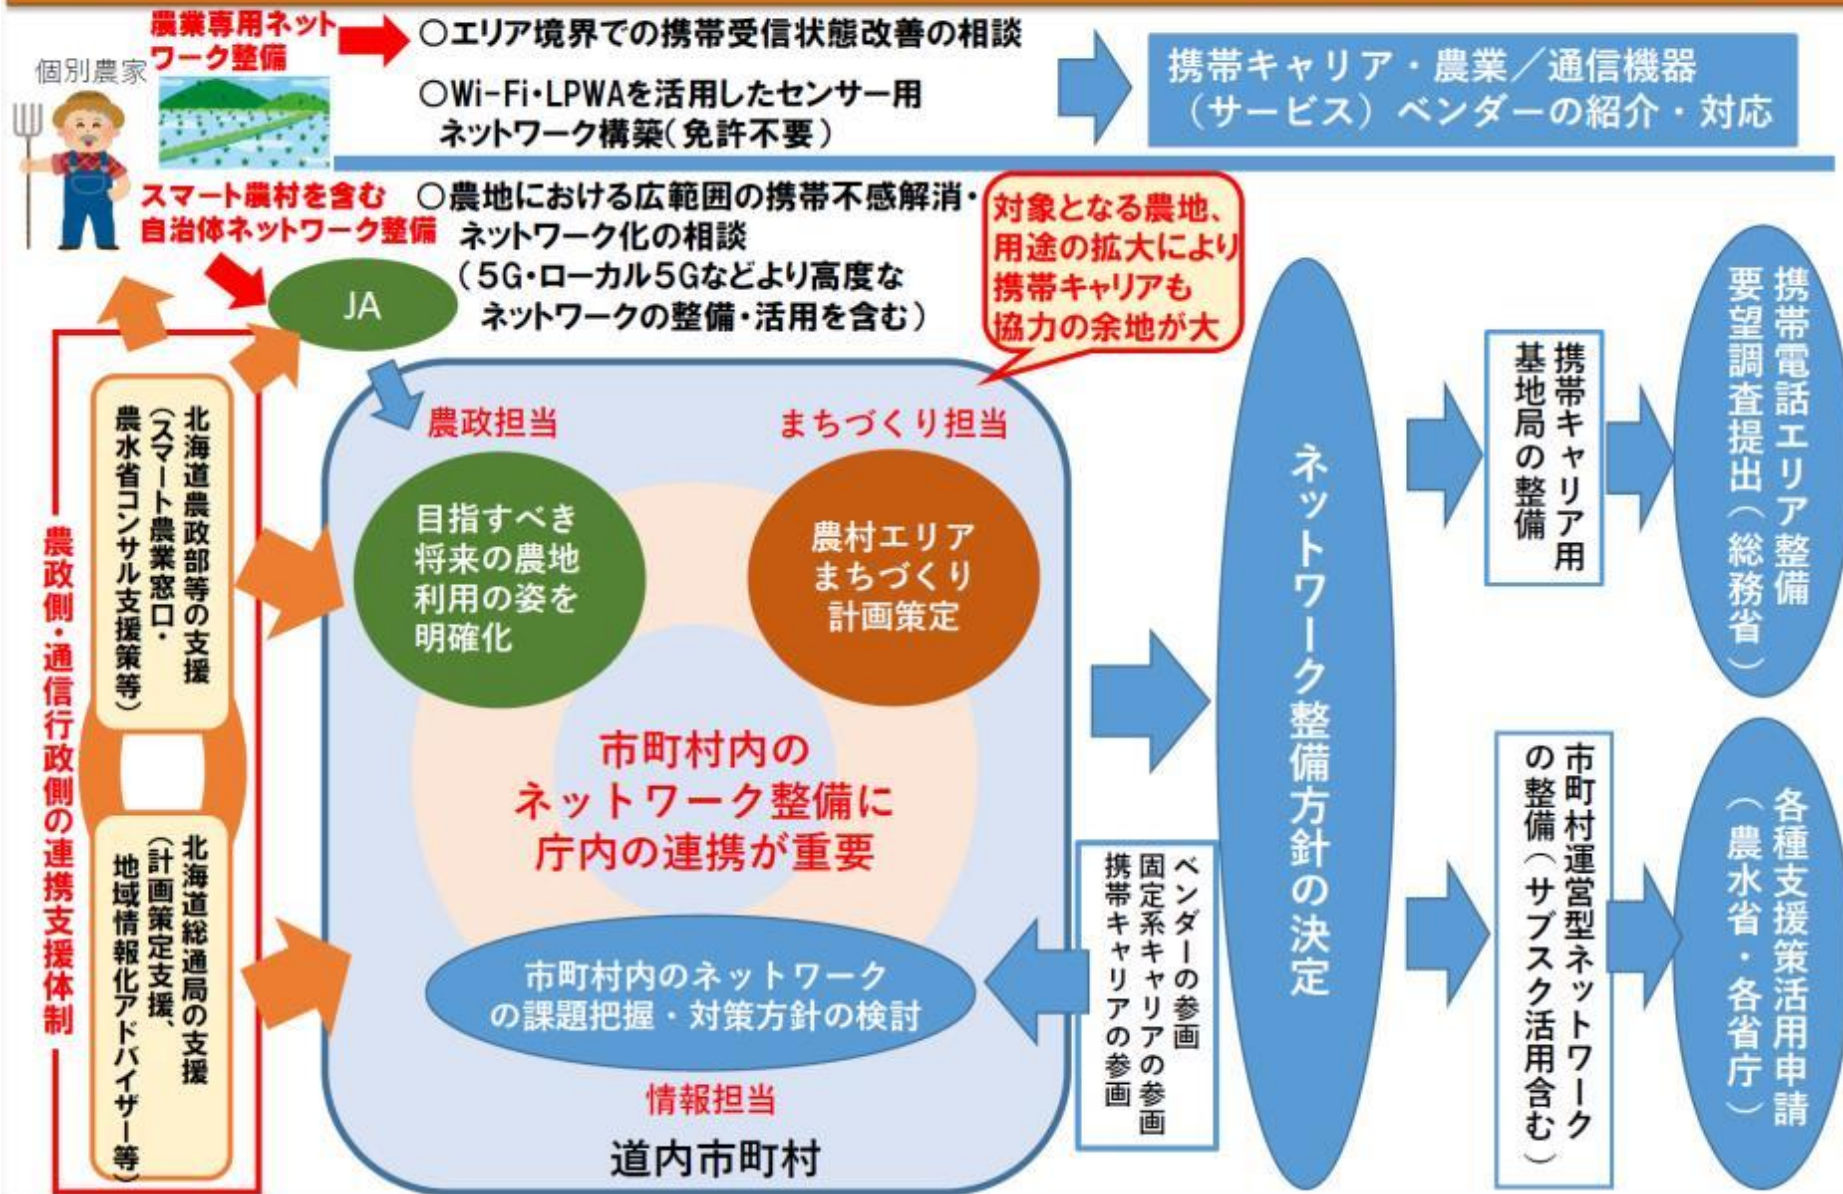 農業専用ネット
ワーク整備
個別農家
○エリア境界での携帯受信状態改善の相談
○Wi-Fi・LPWAを活用したセンサー用
ネットワーク構築(免許不要)
携帯キャリア・農業／通信機器
（サービス）ベンダーの紹介・対応
スマート農村を含む
自治体ネットワーク整備
○農地における広範囲の携帯不感解消・
ネットワーク化の相談
(5G・ローカル5Gなどより高度な
ネットワークの整備・活用を含む)
対象となる農地、
用途の拡大により
携帯キャリアも
協力の余地が大
JA
農政側・通信行政側の連携支援体制
北海道農政部等の支援
(スマート農業窓口・
農水省コンサル支援策等)
北海道総通局の支援
(計画策定支援、
地域情報化アドバイザー等)
農政担当
目指すべき
将来の農地
利用の姿を
明確化
まちづくり担当
農村エリア
まちづくり
計画策定
市町村内の
ネットワーク整備に
庁内の連携が重要
市町村内のネットワーク
の課題把握・対策方針の検討
情報担当
道内市町村
ベンダーの参画
固定系キャリアの参画
携帯キャリアの参画
ネットワーク整備方針の決定
携帯キャリア用
基地局の整備
携帯電話エリア整備
要望調査提出（総務省）
市町村運営型ネットワーク
の整備（サブスク活用含む）
各種支援策活用申請
（農水省・各省庁）